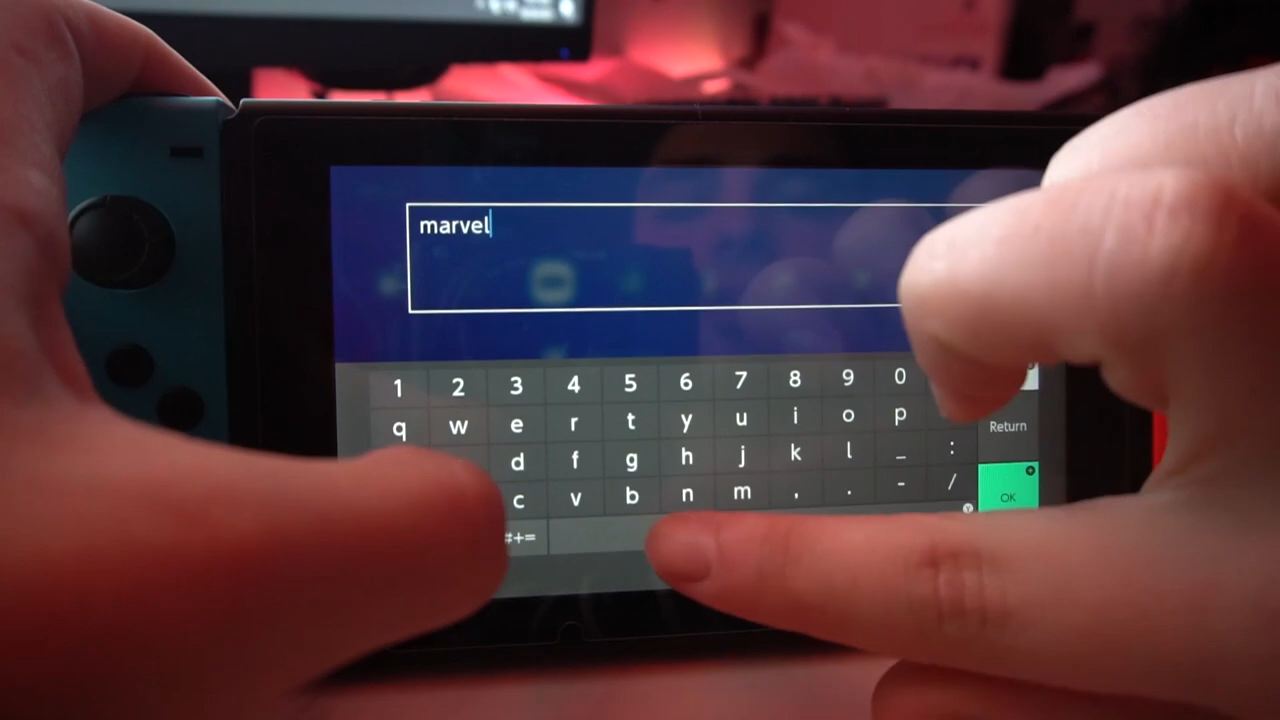 marvel
1 2 3 4 5 6 7 8 9 0
q w e r t y u i o p
Return
d f g h j k l _ :
c v b n m , . - /
OK
#+=